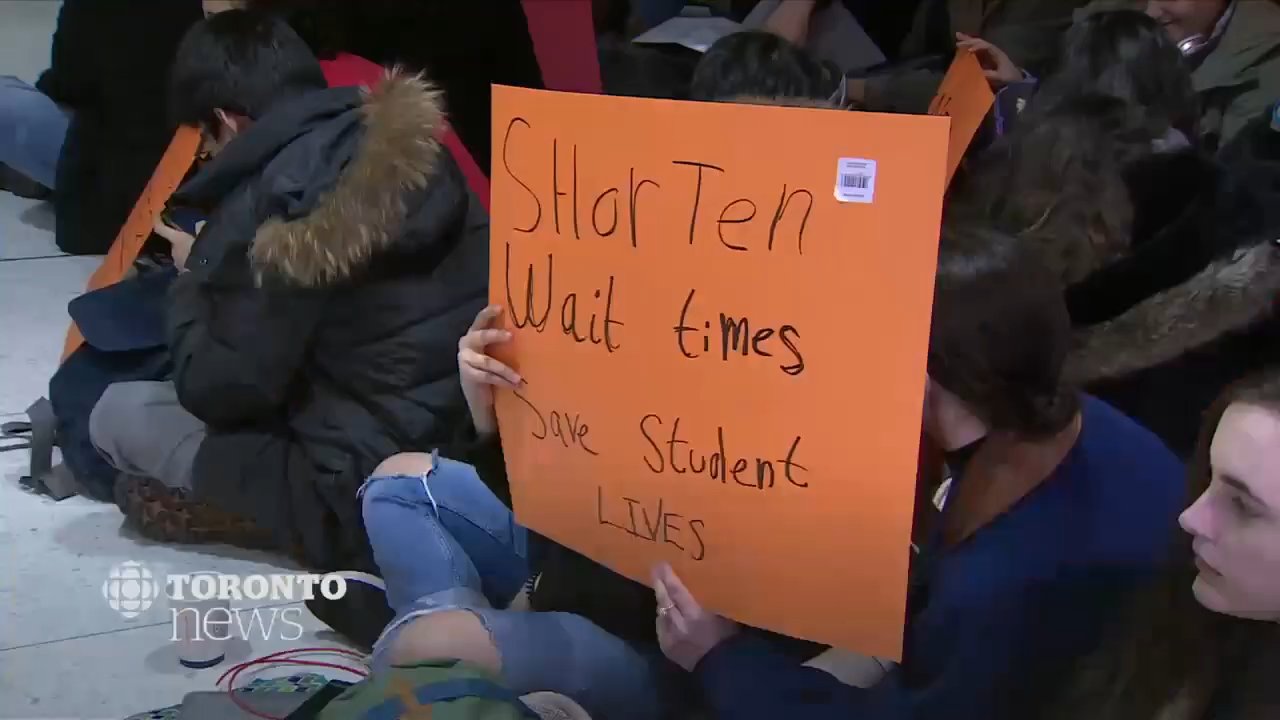 SHorTen
Wait times
Save Student
LIVES
TORONTO
news